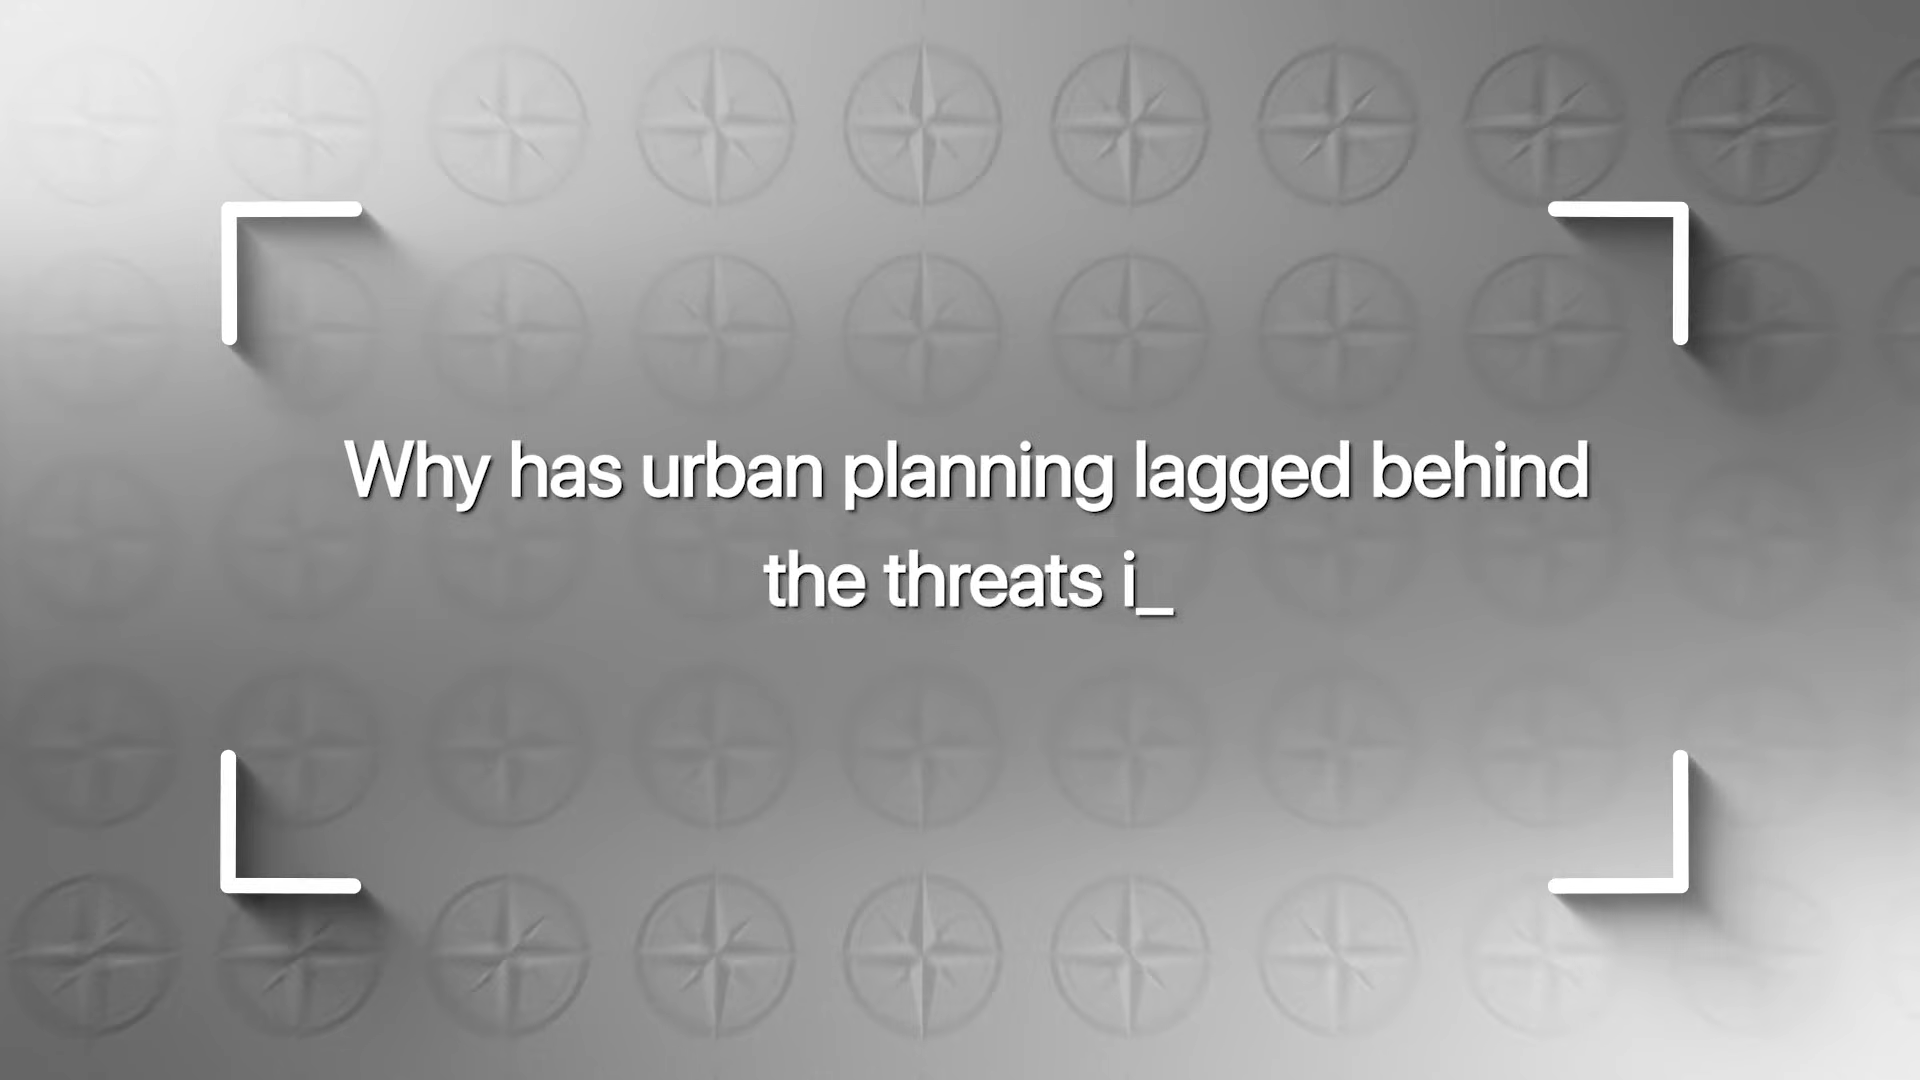 Why has urban planning lagged behind
the threats i_